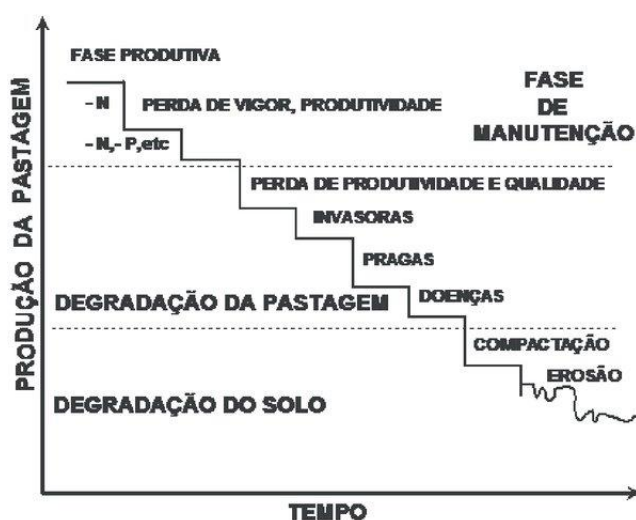 FASE PRODUTIVA
- N
PERDA DE VIGOR, PRODUTIVIDADE
FASE
DE
MANUTENÇÃO
- N,- P,etc
PERDA DE PRODUTIVIDADE E QUALIDADE
INVASORAS
PRAGAS
DEGRADAÇÃO DA PASTAGEM
DOENÇAS
COMPACTAÇÃO
EROSÃO
DEGRADAÇÃO DO SOLO
PRODUÇÃO DA PASTAGEM
TEMPO